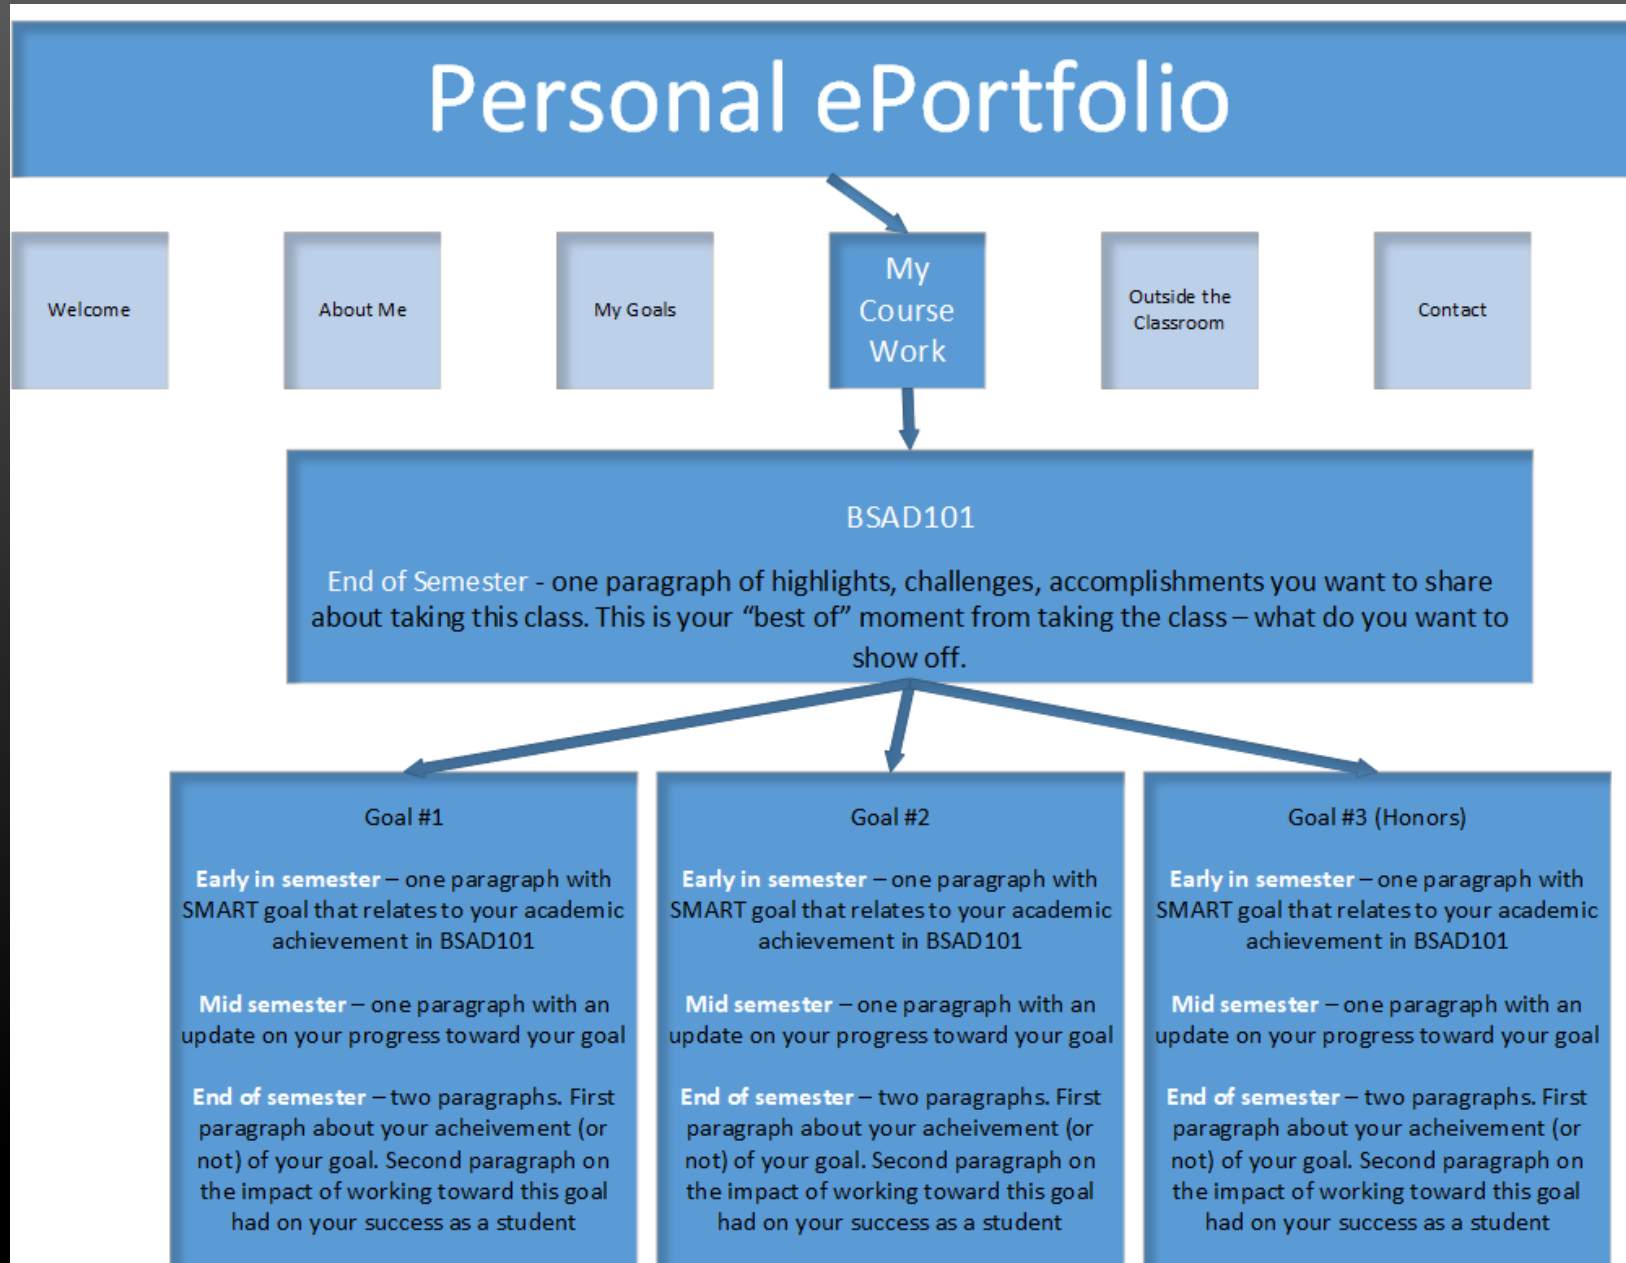 Personal ePortfolio
Welcome
About Me
My Goals
My
Course
Work
Outside the
Classroom
Contact
BSAD101
End of Semester - one paragraph of highlights, challenges, accomplishments you want to share
about taking this class. This is your “best of” moment from taking the class – what do you want to
show off.
Goal #1
Early in semester – one paragraph with
SMART goal that relates to your academic
achievement in BSAD101
Mid semester – one paragraph with an
update on your progress toward your goal
End of semester – two paragraphs. First
paragraph about your acheivement (or
not) of your goal. Second paragraph on
the impact of working toward this goal
had on your success as a student
Goal #2
Early in semester – one paragraph with
SMART goal that relates to your academic
achievement in BSAD101
Mid semester – one paragraph with an
update on your progress toward your goal
End of semester – two paragraphs. First
paragraph about your acheivement (or
not) of your goal. Second paragraph on
the impact of working toward this goal
had on your success as a student
Goal #3 (Honors)
Early in semester – one paragraph with
SMART goal that relates to your academic
achievement in BSAD101
Mid semester – one paragraph with an
update on your progress toward your goal
End of semester – two paragraphs. First
paragraph about your acheivement (or
not) of your goal. Second paragraph on
the impact of working toward this goal
had on your success as a student